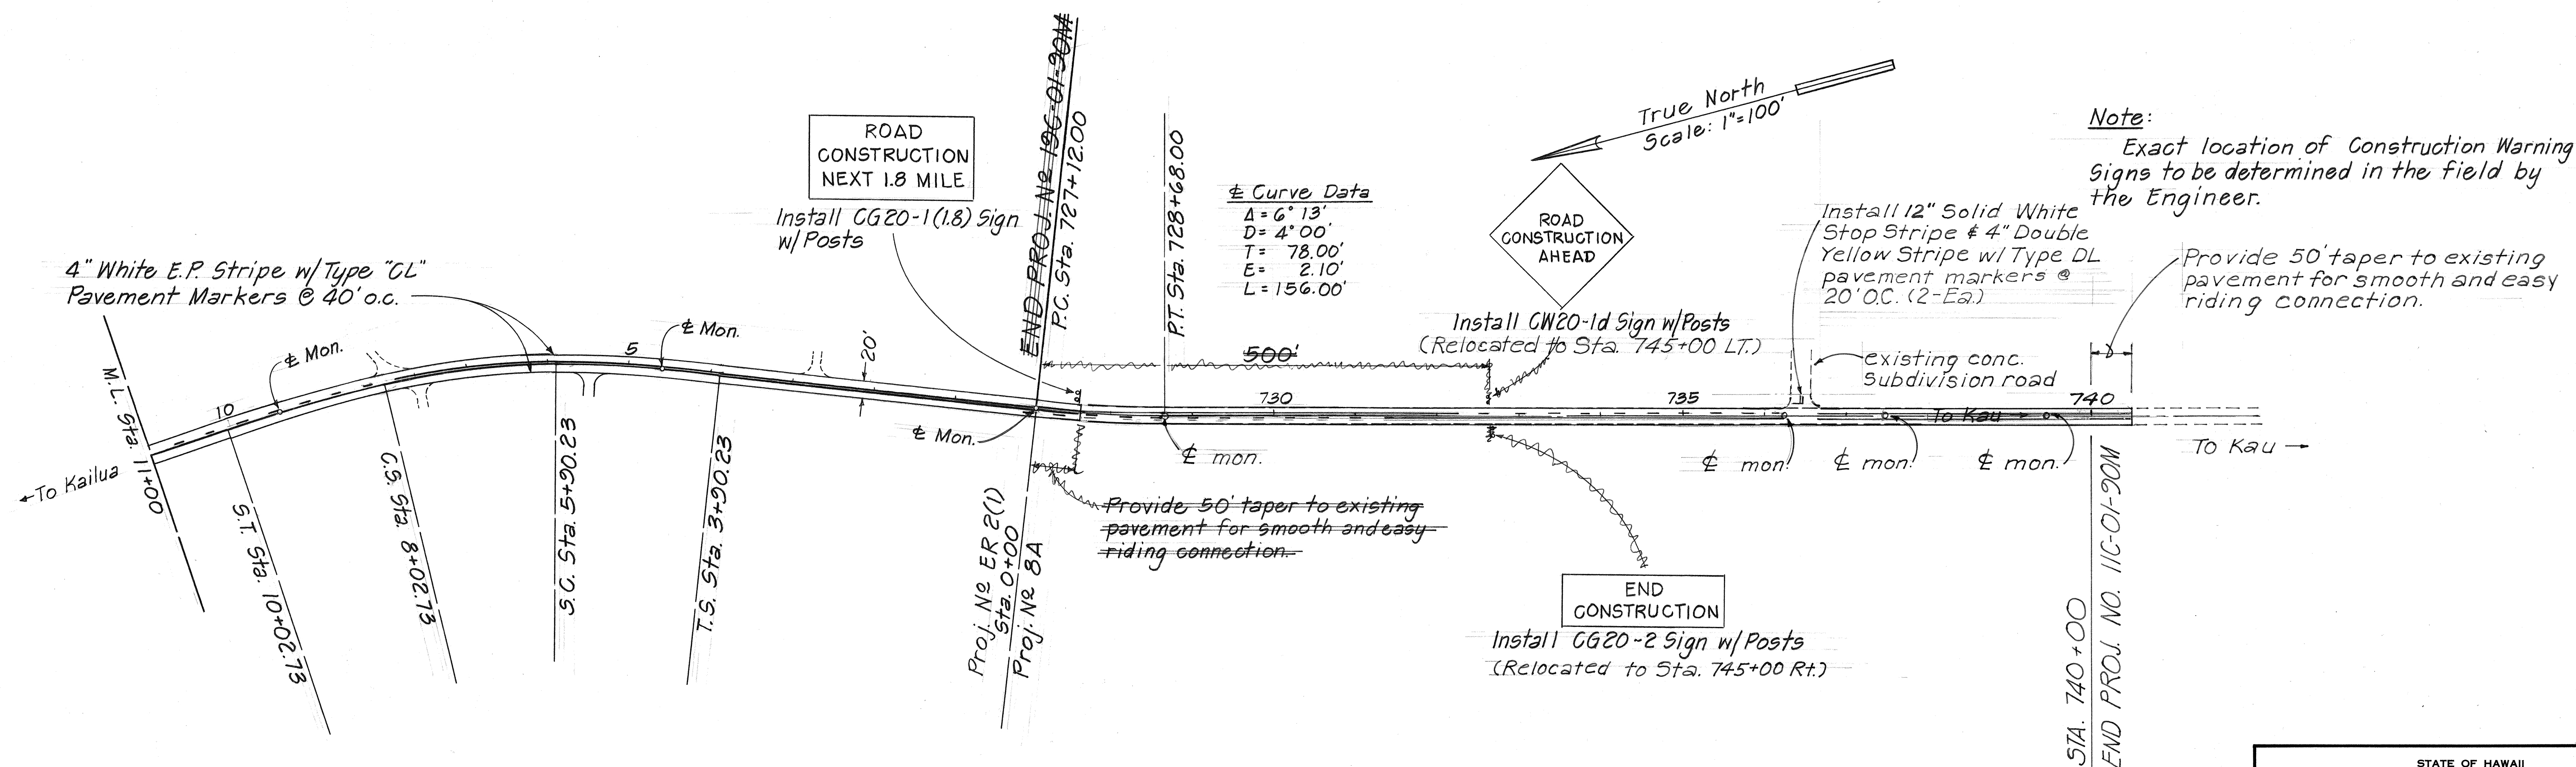 4" White E.P. Stripe w/Type "CL"
Pavement Markers @ 40' o.c.
M.L. Sta. 11+00
←To Kailua
10
℄ Mon.
S.T. Sta. 10+02.73
C.S. Sta. 8+02.73
S.C. Sta. 5+90.23
T.S. Sta. 3+90.23
5
℄ Mon.
20'
ROAD
CONSTRUCTION
NEXT 1.8 MILE
Install CG20-1(1.8) Sign
w/Posts
℄ Mon.
END PROJ. Nº 19C-01-90M
P.C. Sta. 727+12.00
Proj. Nº ER 2(1)
Sta. 0+00
Proj. Nº 8A
P.T. Sta. 728+68.00
℄ Curve Data
Δ = 6° 13'
D = 4° 00'
T = 78.00'
E = 2.10'
L = 156.00'
500'
730
℄ mon.
Provide 50' taper to existing
pavement for smooth and easy
riding connection.
True North
Scale: 1"=100'
ROAD
CONSTRUCTION
AHEAD
Install CW20-1d Sign w/Posts
(Relocated to Sta. 745+00 LT.)
END
CONSTRUCTION
Install CG20-2 Sign w/Posts
(Relocated to Sta. 745+00 Rt.)
735
Install 12" Solid White
Stop Stripe & 4" Double
Yellow Stripe w/ Type DL
pavement markers @
20' O.C. (2-Ea.)
existing conc.
Subdivision road
℄ mon.
℄ mon.
℄ mon.
To Kau
740
Note:
Exact location of Construction Warning
Signs to be determined in the field by
the Engineer.
Provide 50' taper to existing
pavement for smooth and easy
riding connection.
To Kau →
STA. 740+00
END PROJ. NO. 11C-01-90M
STATE OF HAWAII